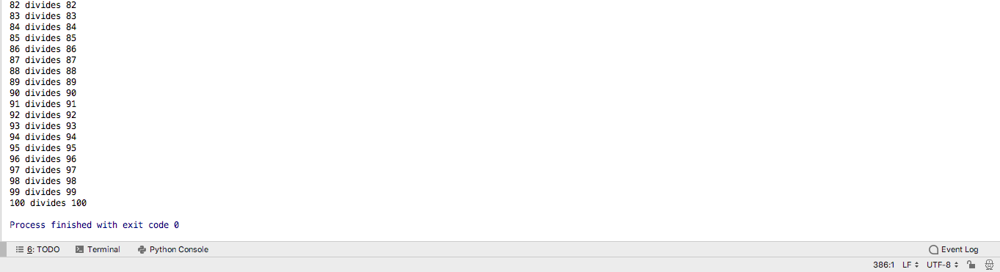 82 divides 82
83 divides 83
84 divides 84
85 divides 85
86 divides 86
87 divides 87
88 divides 88
89 divides 89
90 divides 90
91 divides 91
92 divides 92
93 divides 93
94 divides 94
95 divides 95
96 divides 96
97 divides 97
98 divides 98
99 divides 99
100 divides 100
Process finished with exit code 0
6: TODO Terminal Python Console Event Log
386:1 LF UTF-8